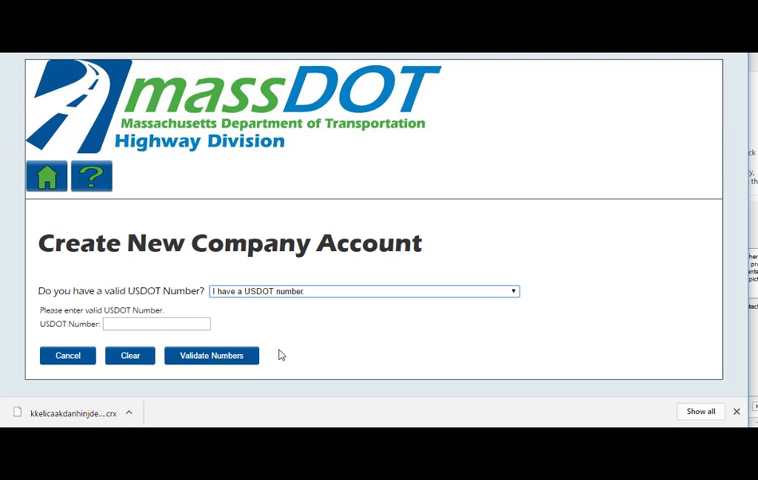 massDOT
Massachusetts Department of Transportation
Highway Division
?
Create New Company Account
Do you have a valid USDOT Number? I have a USDOT number.
Please enter valid USDOT Number.
USDOT Number:
Cancel Clear Validate Numbers
kkelicaakdanhinjde....crx Show all